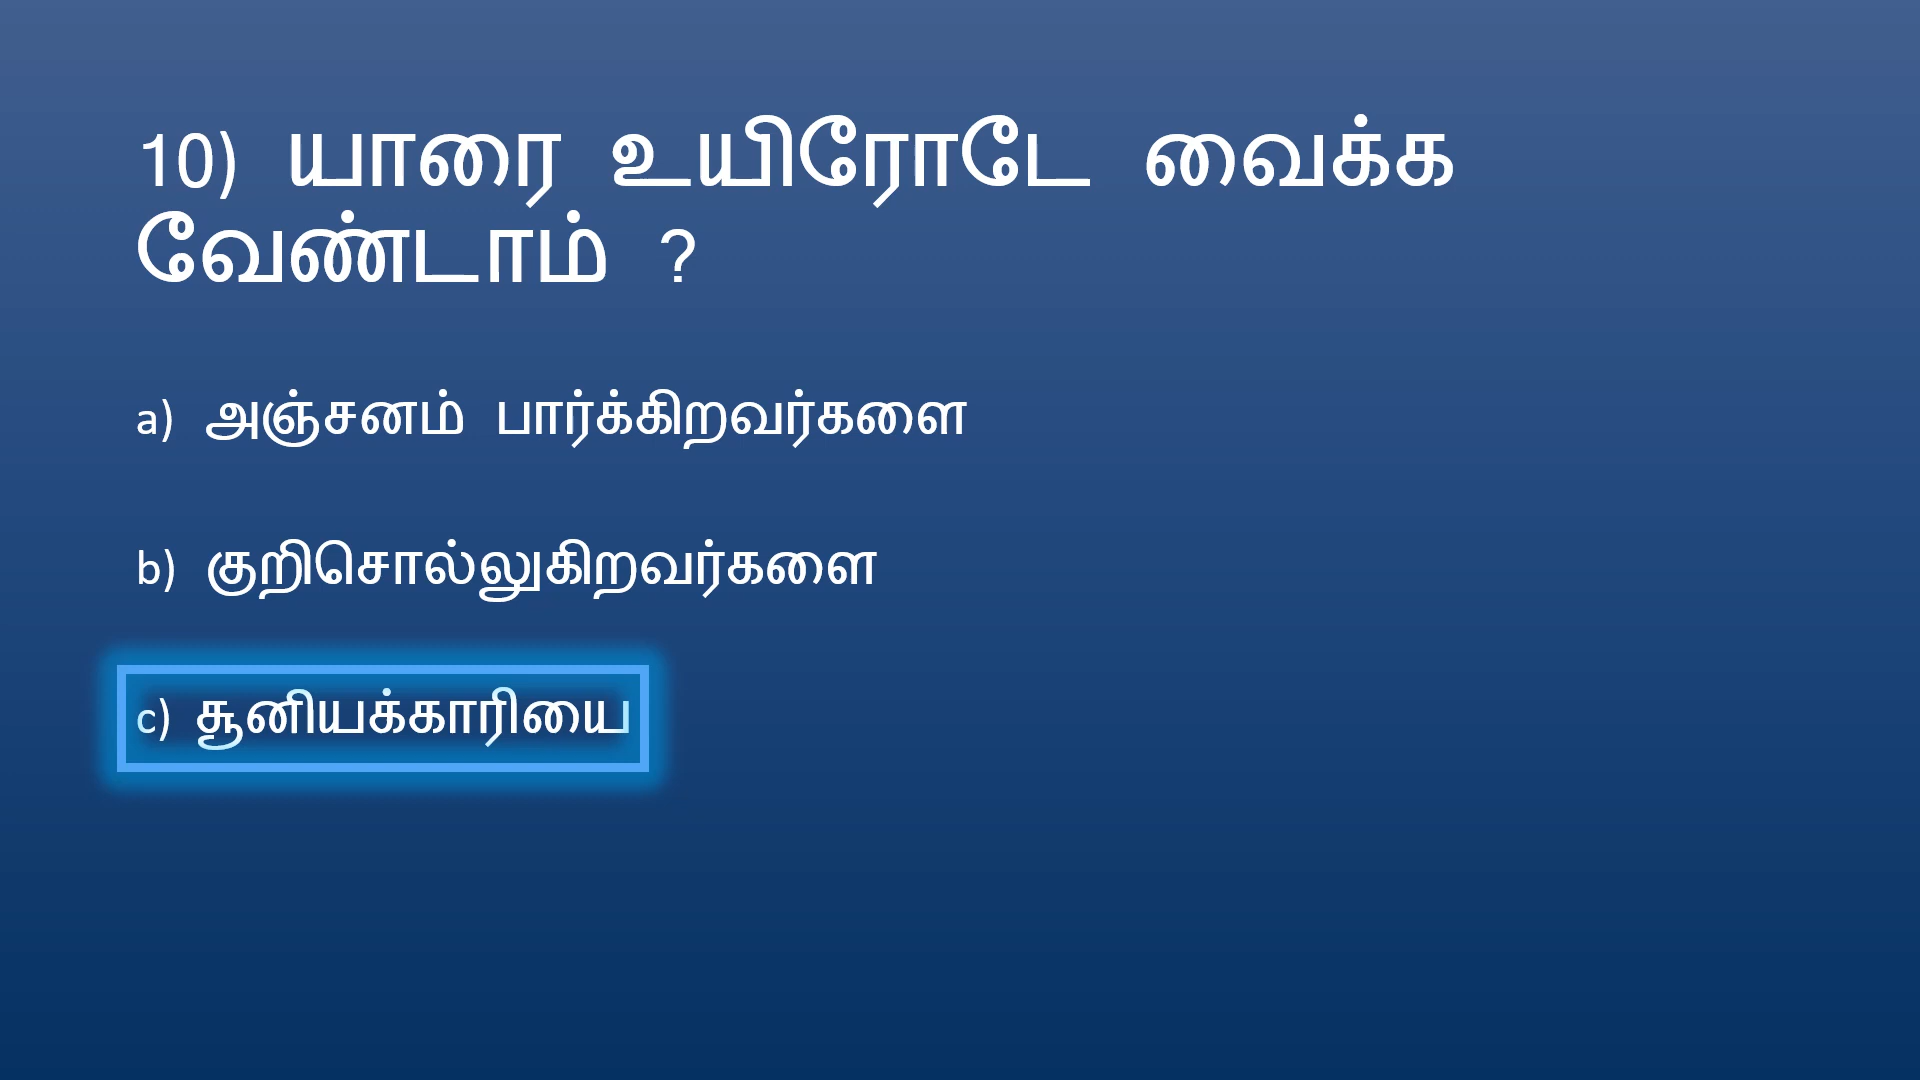 10) யாரை உயிரோடே வைக்க
வேண்டாம் ?
a) அஞ்சனம் பார்க்கிறவர்களை
b) குறிசொல்லுகிறவர்களை
c) சூனியக்காரியை